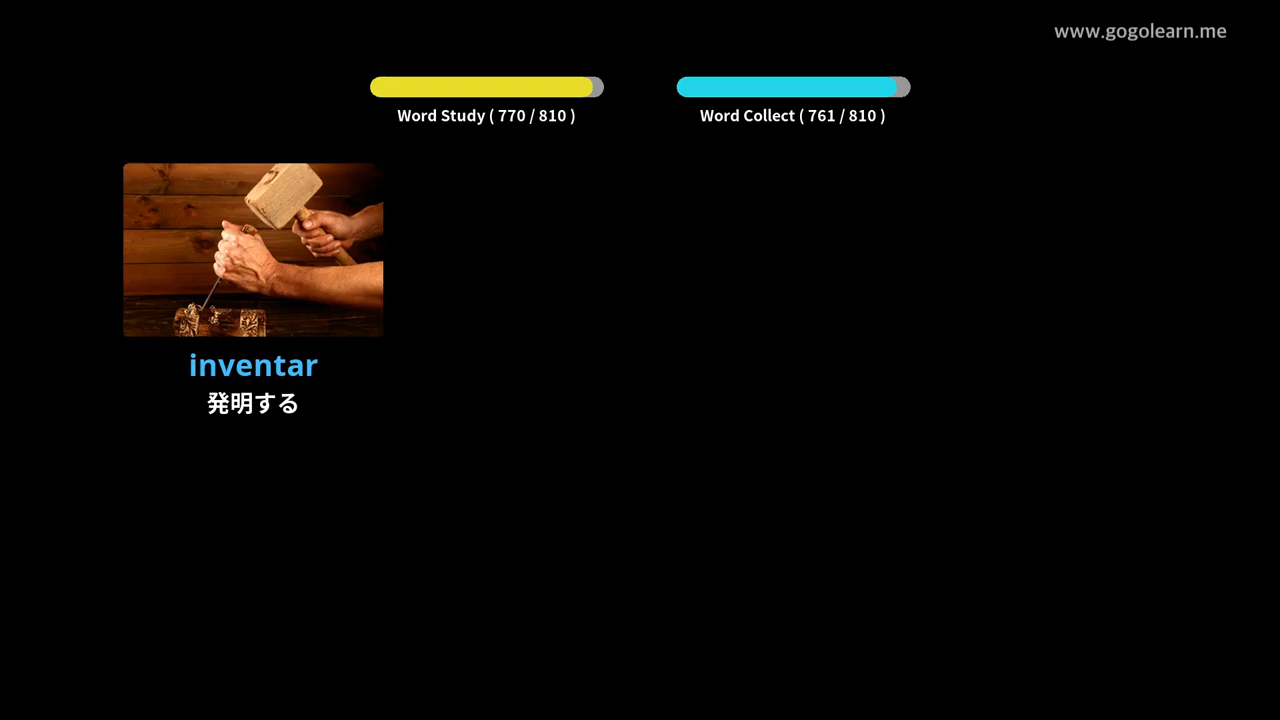 www.gogolearn.me
Word Study ( 770 / 810 )
Word Collect ( 761 / 810 )
inventar
発明する